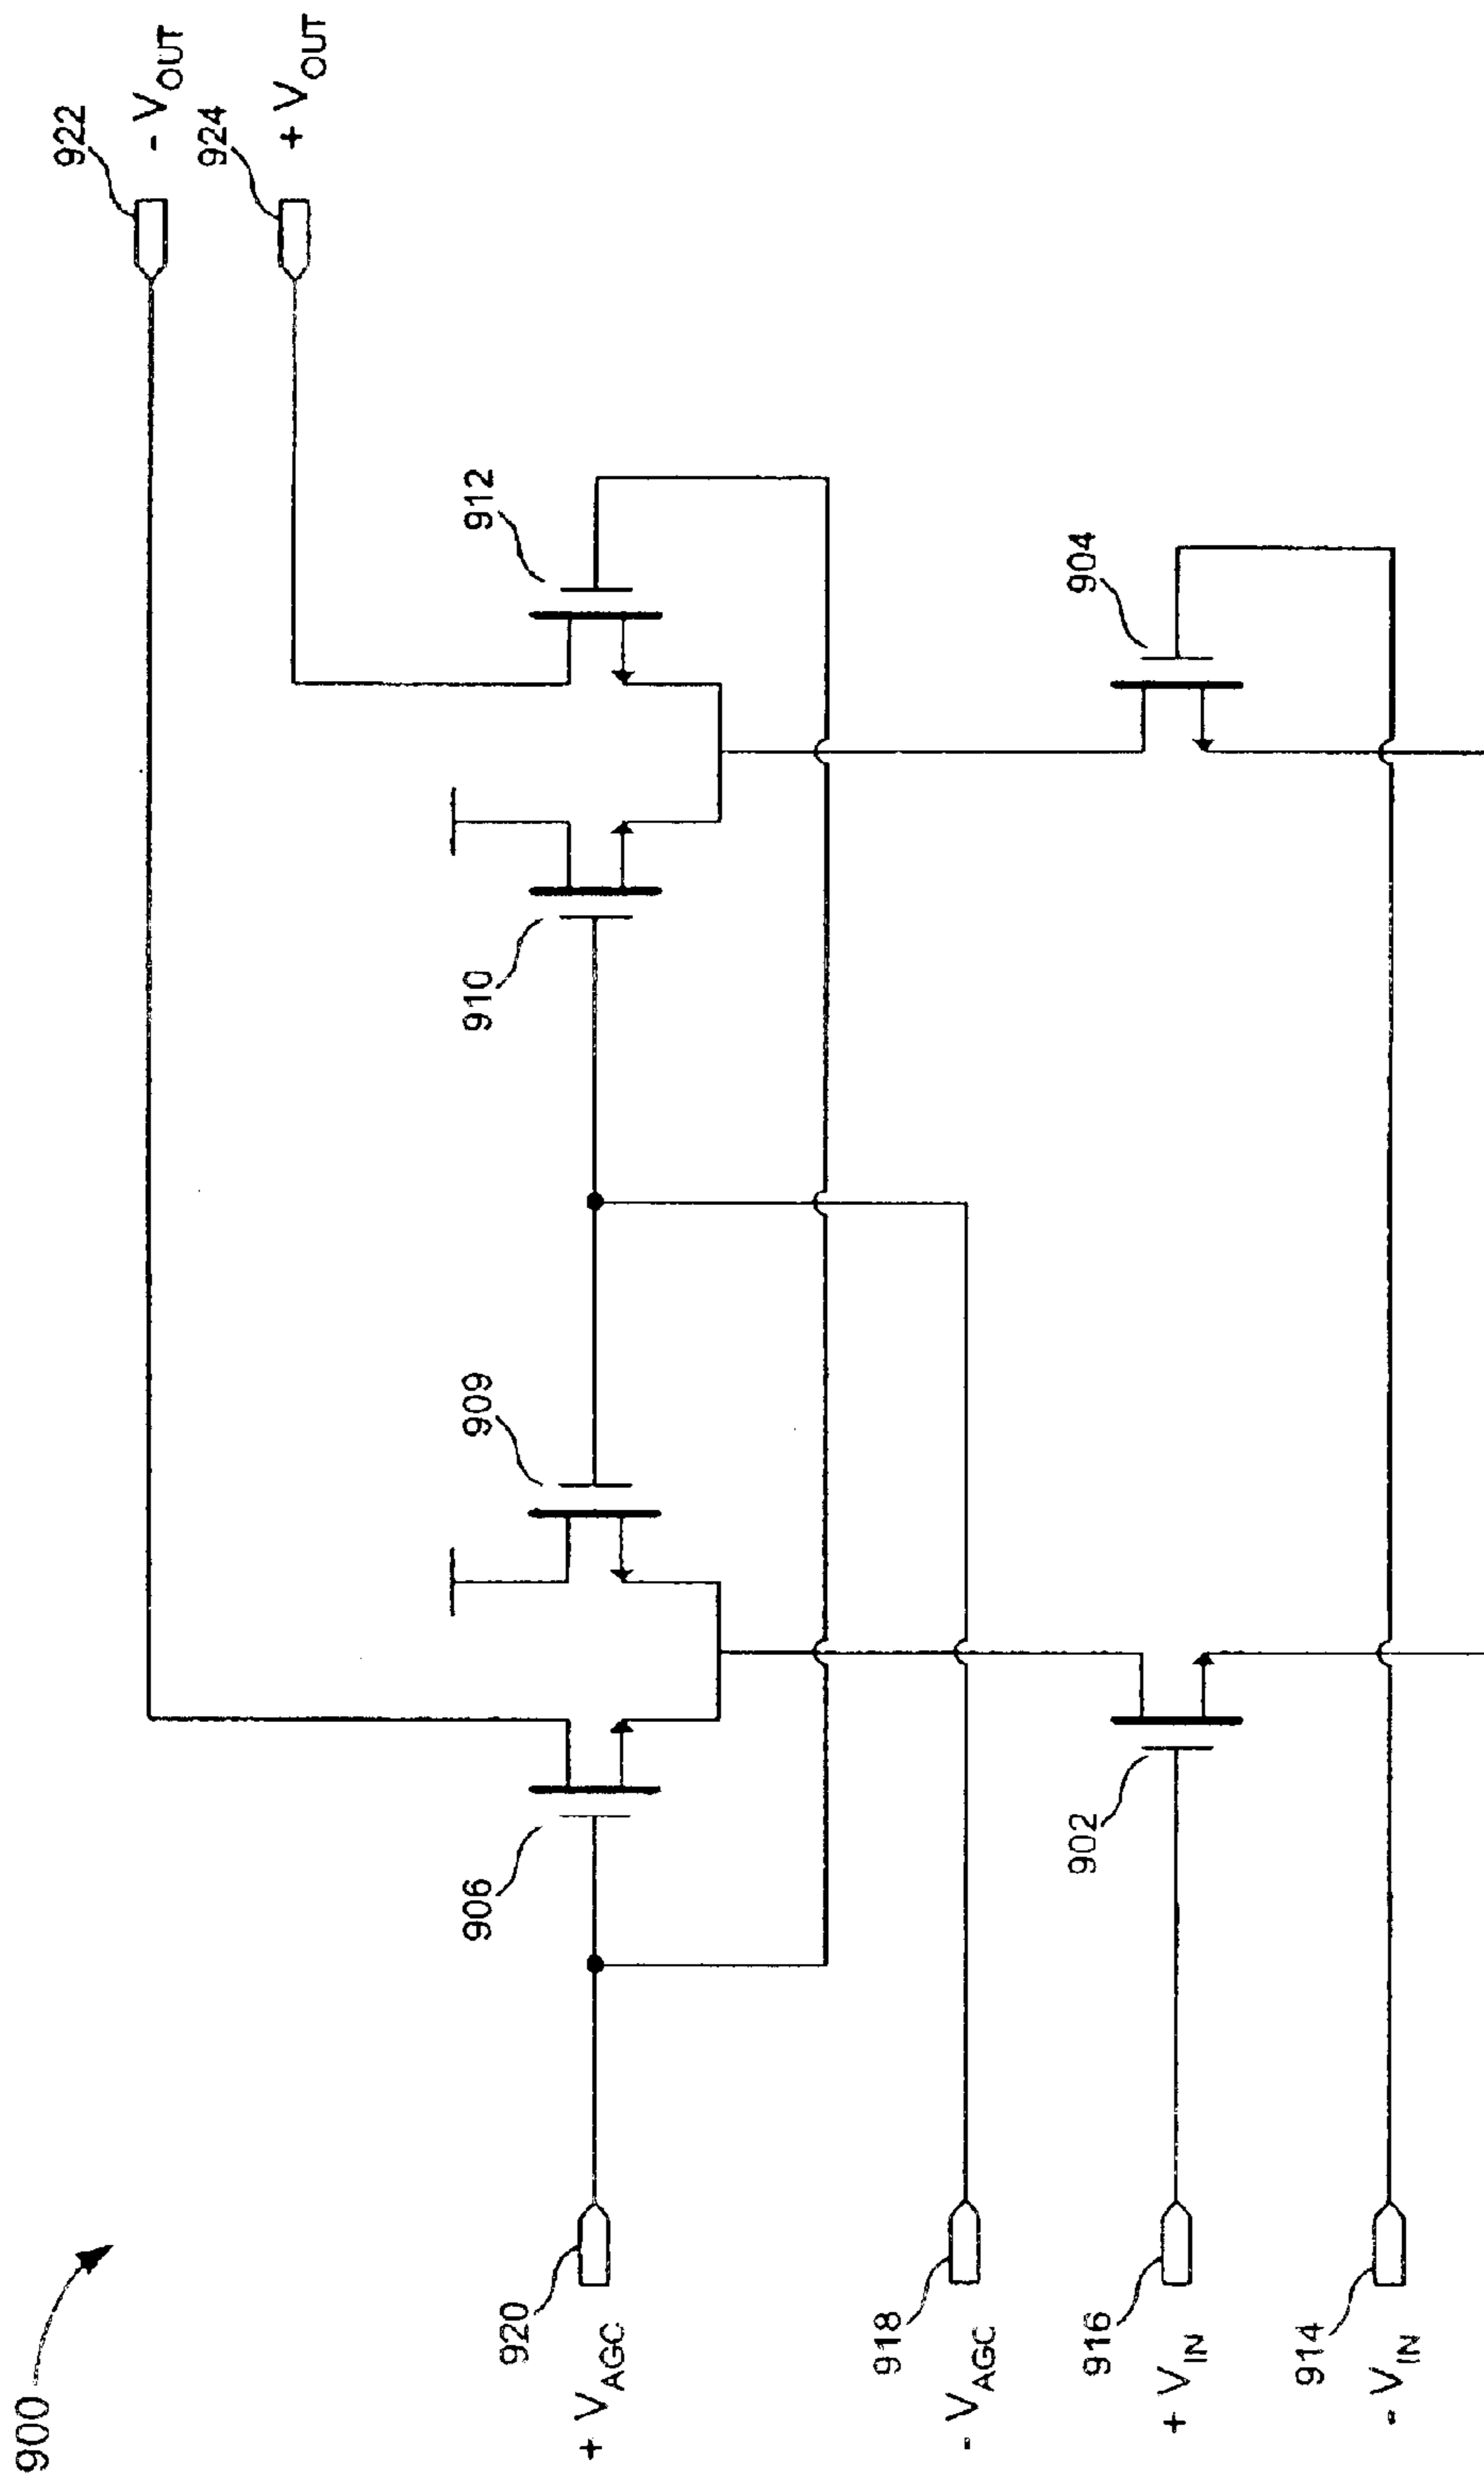 900
922
- V_OUT
924
+ V_OUT
906
909
910
912
920
+ V_AGC
918
- V_AGC
916
+ V_IN
902
904
914
- V_IN